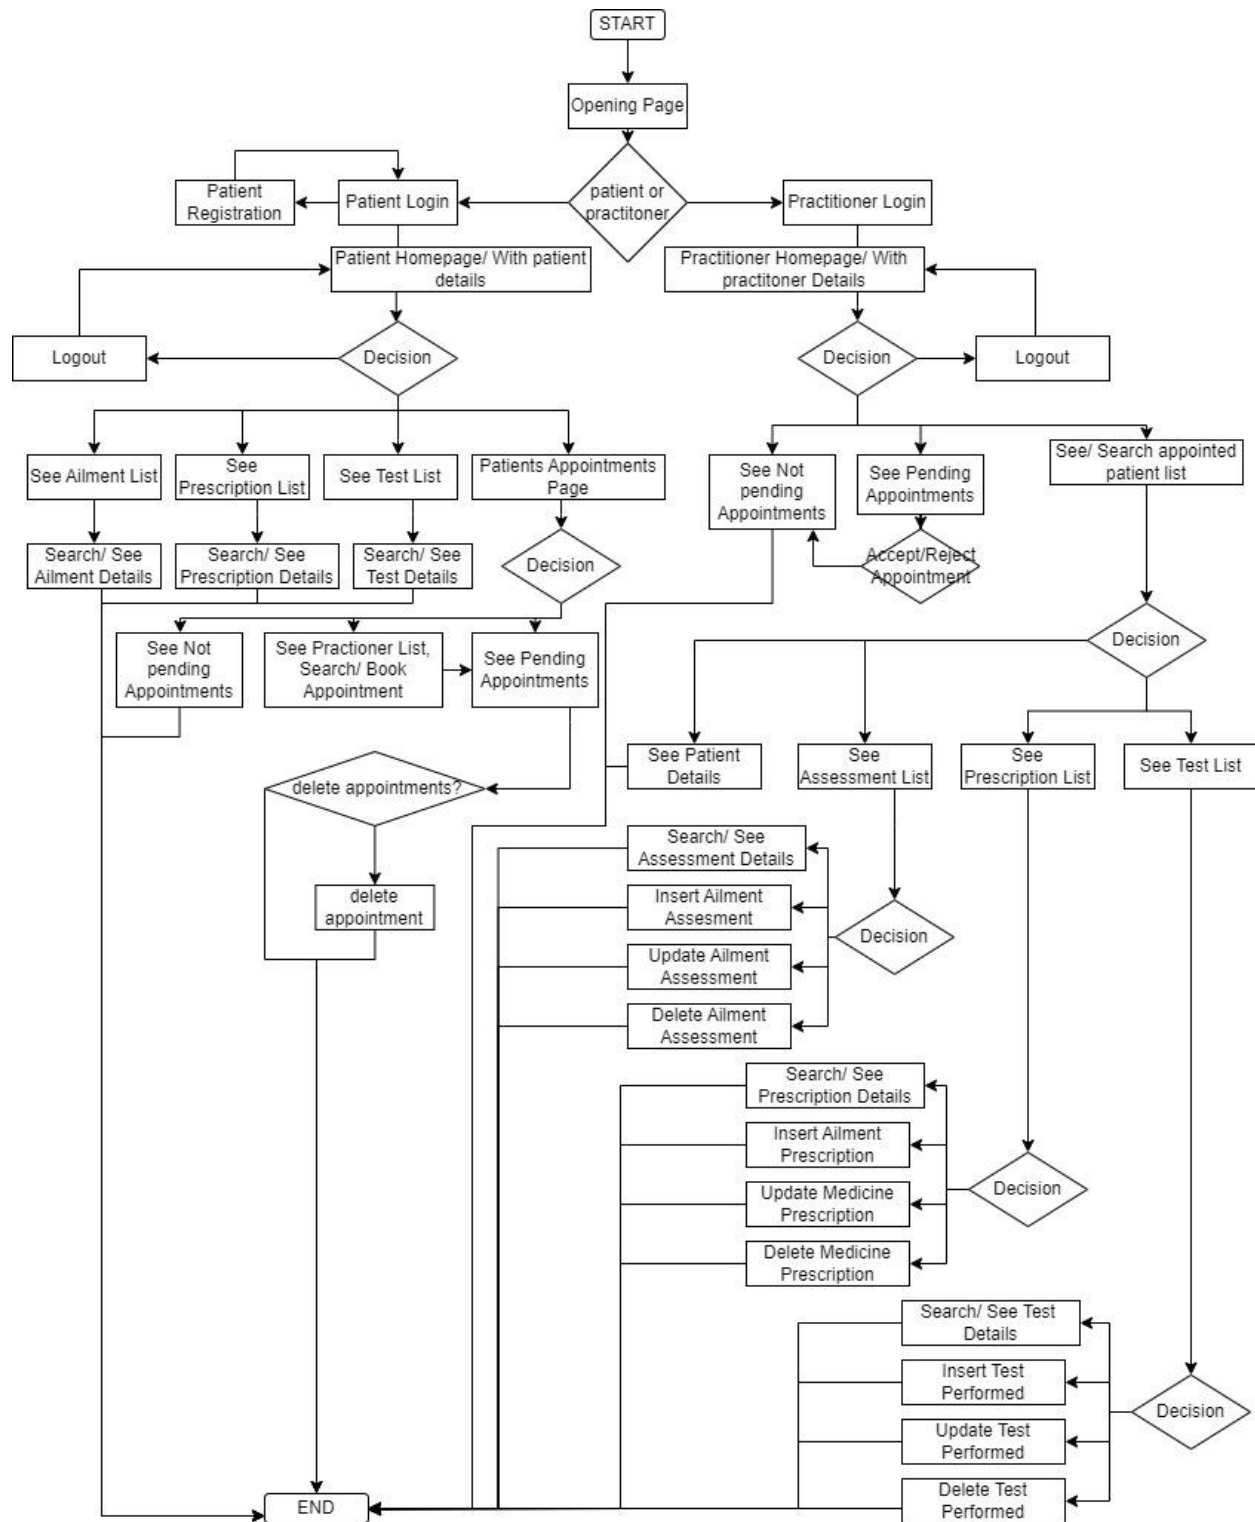 START
Opening Page
patient or
practitoner
Patient
Registration
Patient Login
Practitioner Login
Patient Homepage/ With patient
details
Practitioner Homepage/ With
practitoner Details
Logout
Decision
Decision
Logout
See Ailment List
See
Prescription List
See Test List
Patients Appointments
Page
See Not
pending
Appointments
See Pending
Appointments
See/ Search appointed
patient list
Search/ See
Ailment Details
Search/ See
Prescription Details
Search/ See
Test Details
Decision
Accept/Reject
Appointment
See Not
pending
Appointments
See Practioner List,
Search/ Book
Appointment
See Pending
Appointments
Decision
See Patient
Details
See
Assessment List
See
Prescription List
See Test List
delete appointments?
delete
appointment
Search/ See
Assessment Details
Insert Ailment
Assesment
Update Ailment
Assessment
Delete Ailment
Assessment
Decision
Search/ See
Prescription Details
Insert Ailment
Prescription
Update Medicine
Prescription
Delete Medicine
Prescription
Decision
Search/ See Test
Details
Insert Test
Performed
Update Test
Performed
Delete Test
Performed
Decision
END